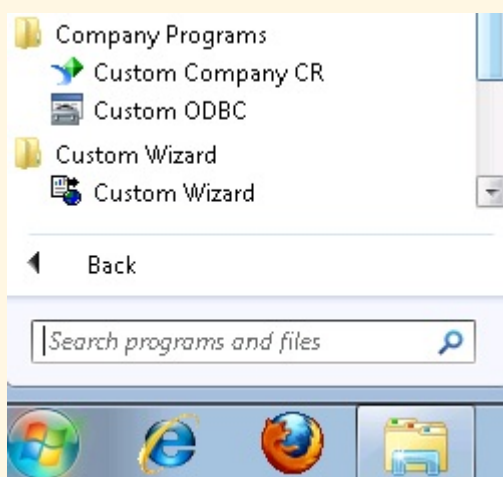 Company Programs
Custom Company CR
Custom ODBC
Custom Wizard
Custom Wizard
Back
Search programs and files